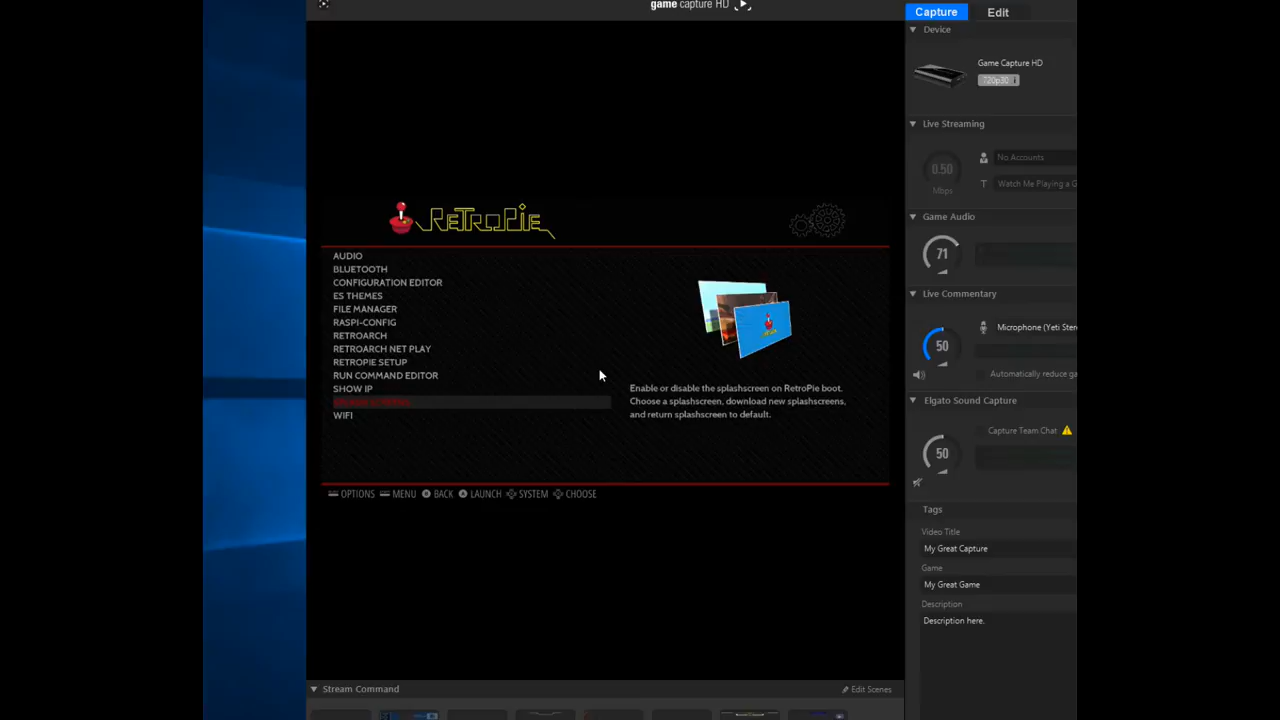 game capture HD
Capture Edit
Device
Game Capture HD
720p30
Live Streaming
0.50
Mbps
No Accounts
T Watch Me Playing a G
Game Audio
71
Live Commentary
50
Microphone (Yeti Ster
Automatically reduce ga
Elgato Sound Capture
50
Capture Team Chat
Tags
Video Title
My Great Capture
Game
My Great Game
Description
Description here.
RETROPIE
AUDIO
BLUETOOTH
CONFIGURATION EDITOR
ES THEMES
FILE MANAGER
RASPI-CONFIG
RETROARCH
RETROARCH NET PLAY
RETROPIE SETUP
RUN COMMAND EDITOR
SHOW IP
WIFI
Enable or disable the splashscreen on RetroPie boot.
Choose a splashscreen, download new splashscreens,
and return splashscreen to default.
OPTIONS MENU BACK LAUNCH SYSTEM CHOOSE
Stream Command
Edit Scenes